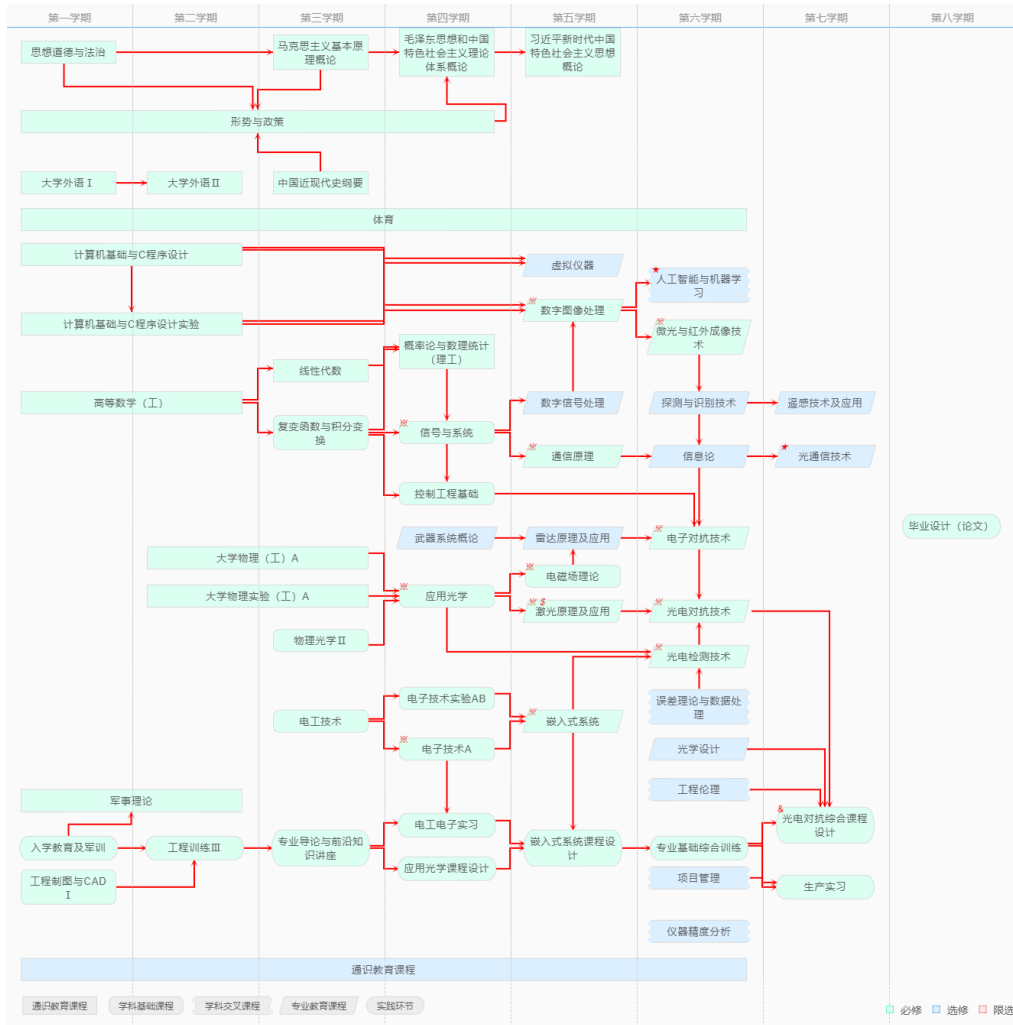 第一学期
第二学期
第三学期
第四学期
第五学期
第六学期
第七学期
第八学期
思想道德与法治
马克思主义基本原
理概论
毛泽东思想和中国
特色社会主义理论
体系概论
习近平新时代中国
特色社会主义思想
概论
形势与政策
大学外语Ⅰ
大学外语Ⅱ
中国近现代史纲要
体育
计算机基础与C程序设计
虚拟仪器
★
人工智能与机器学
习
※
数字图像处理
计算机基础与C程序设计实验
※
微光与红外成像技
术
概率论与数理统计
(理工)
线性代数
高等数学（工）
数字信号处理
探测与识别技术
遥感技术及应用
复变函数与积分变
换
※
信号与系统
※
通信原理
信息论
★
光通信技术
控制工程基础
毕业设计（论文）
武器系统概论
雷达原理及应用
※
电子对抗技术
大学物理（工）A
※
电磁场理论
大学物理实验（工）A
※
应用光学
※ $
激光原理及应用
※
光电对抗技术
物理光学Ⅱ
※
光电检测技术
电子技术实验AB
误差理论与数据处
理
电工技术
※
嵌入式系统
※
电子技术A
光学设计
工程伦理
军事理论
&
光电对抗综合课程
设计
电工电子实习
入学教育及军训
工程训练Ⅲ
专业导论与前沿知
识讲座
嵌入式系统课程设
计
专业基础综合训练
应用光学课程设计
项目管理
工程制图与CAD
Ⅰ
生产实习
仪器精度分析
通识教育课程
通识教育课程
学科基础课程
学科交叉课程
专业教育课程
实践环节
必修
选修
限选